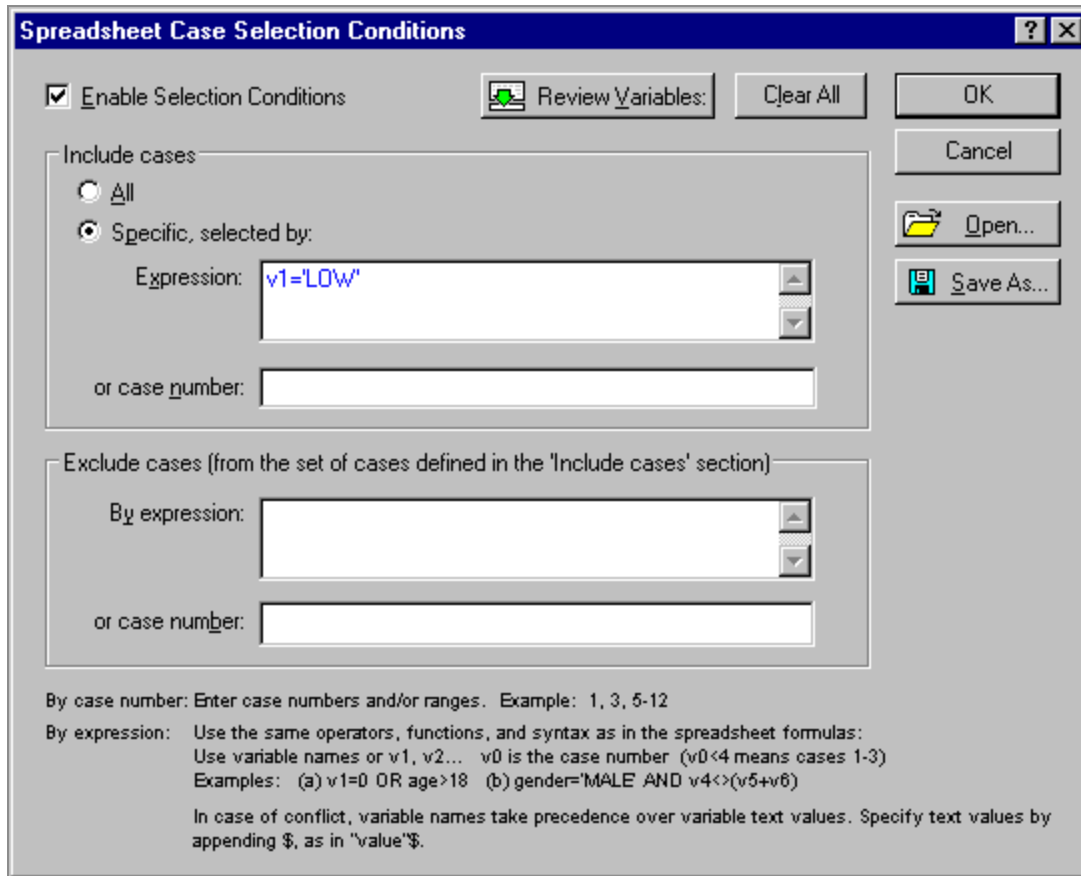 Spreadsheet Case Selection Conditions
Enable Selection Conditions
Review Variables:
Clear All
OK
Include cases
Cancel
All
Specific, selected by:
Open...
Expression: v1='LOW'
Save As...
or case number:
Exclude cases (from the set of cases defined in the 'Include cases' section)
By expression:
or case number:
By case number: Enter case numbers and/or ranges. Example: 1, 3, 5-12
By expression: Use the same operators, functions, and syntax as in the spreadsheet formulas:
Use variable names or v1, v2... v0 is the case number (v0<4 means cases 1-3)
Examples: (a) v1=0 OR age>18 (b) gender='MALE' AND v4<>(v5+v6)
In case of conflict, variable names take precedence over variable text values. Specify text values by
appending $, as in "value"$.